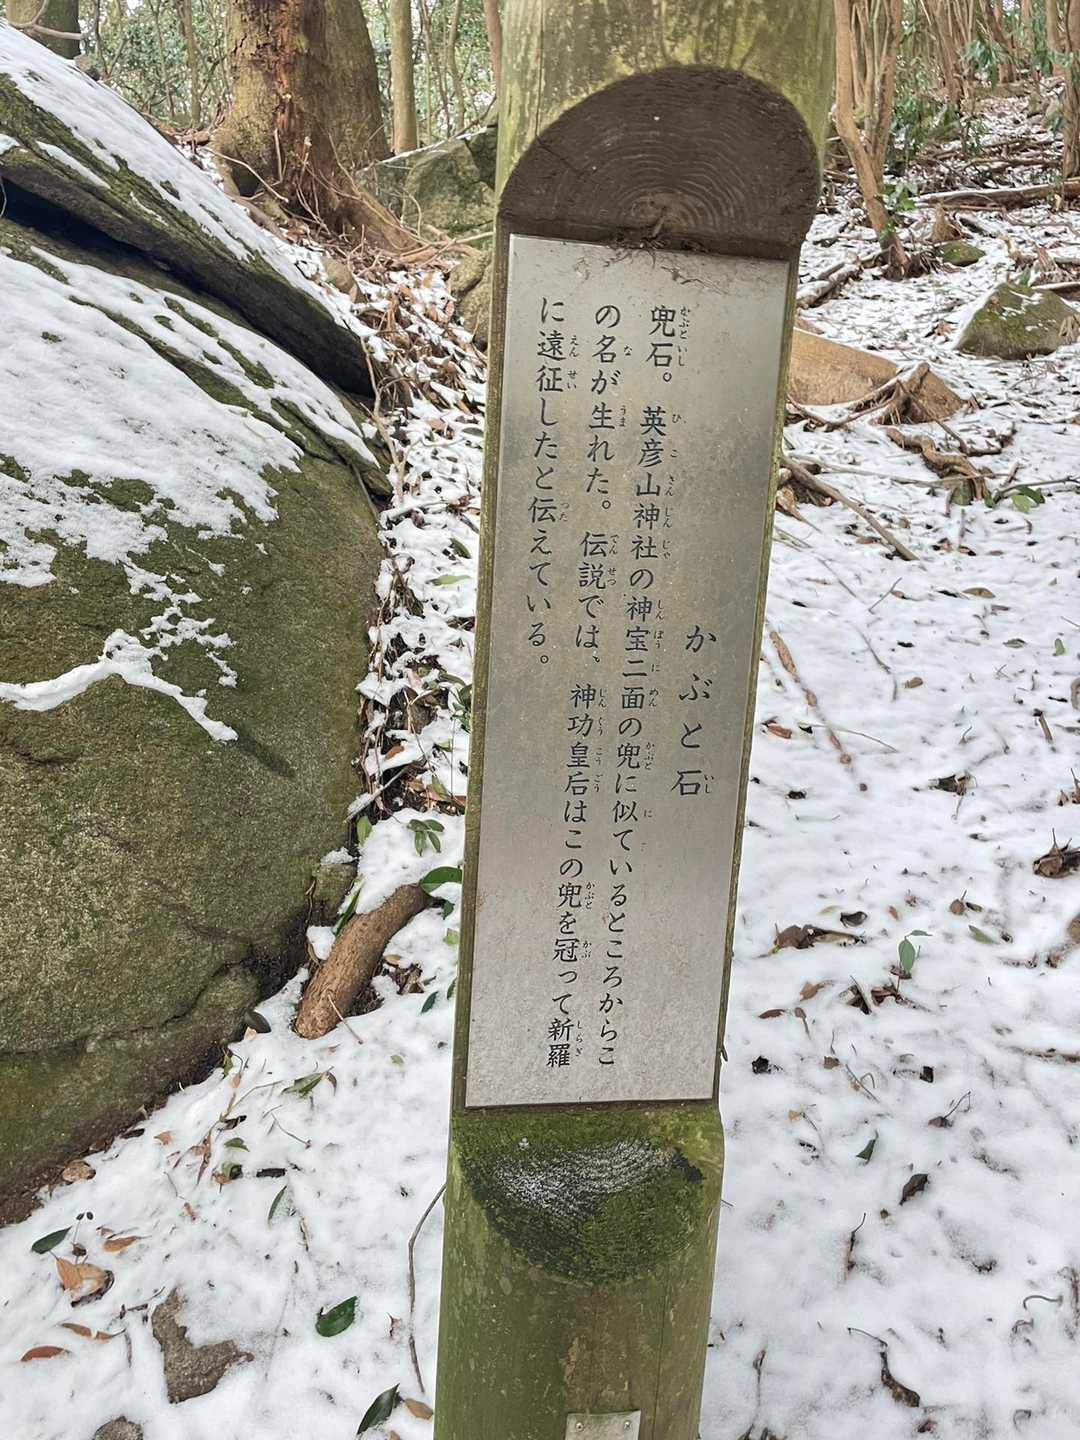 かぶと石
兜石。英彦山神社の神宝二面の兜に似ているところからこ
の名が生れた。伝説では、神功皇后はこの兜を冠って新羅
に遠征したと伝えている。